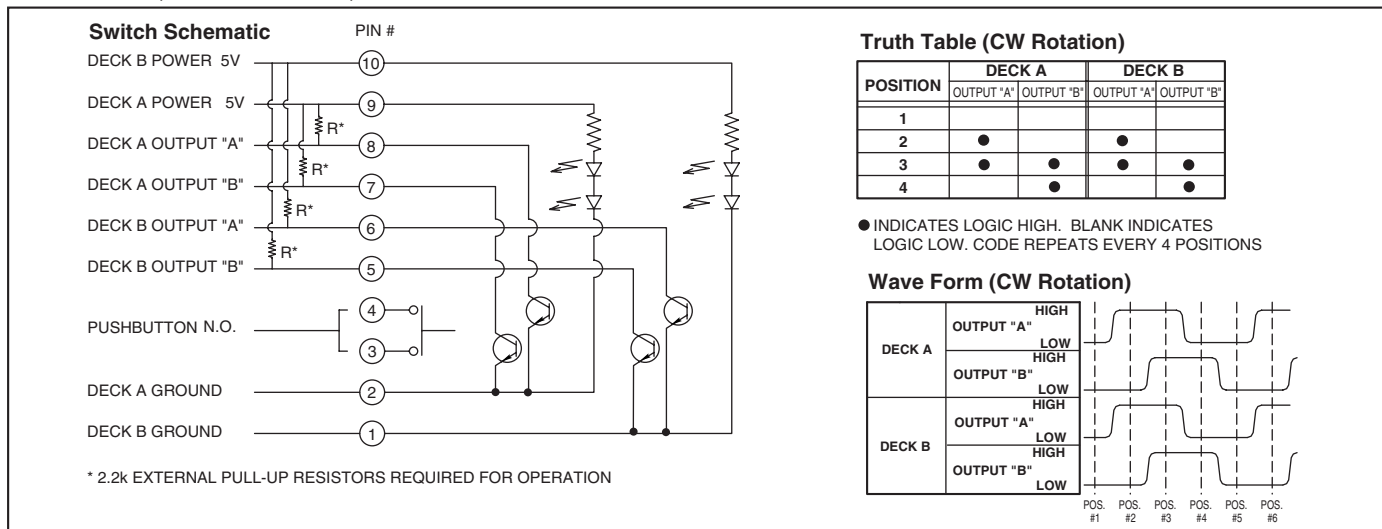 Switch Schematic
PIN #
DECK B POWER 5V
10
DECK A POWER 5V
9
R*
DECK A OUTPUT "A"
8
R*
DECK A OUTPUT "B"
7
R*
DECK B OUTPUT "A"
6
R*
DECK B OUTPUT "B"
5
4
PUSHBUTTON N.O.
3
DECK A GROUND
2
DECK B GROUND
1
* 2.2k EXTERNAL PULL-UP RESISTORS REQUIRED FOR OPERATION
Truth Table (CW Rotation)
POSITION DECK A DECK B
OUTPUT "A" OUTPUT "B" OUTPUT "A" OUTPUT "B"
1
2 ● ●
3 ● ● ● ●
4 ● ●
● INDICATES LOGIC HIGH. BLANK INDICATES
LOGIC LOW. CODE REPEATS EVERY 4 POSITIONS
Wave Form (CW Rotation)
DECK A
HIGH
OUTPUT "A"
LOW
HIGH
OUTPUT "B"
LOW
DECK B
HIGH
OUTPUT "A"
LOW
HIGH
OUTPUT "B"
LOW
POS. POS. POS. POS. POS. POS.
#1 #2 #3 #4 #5 #6